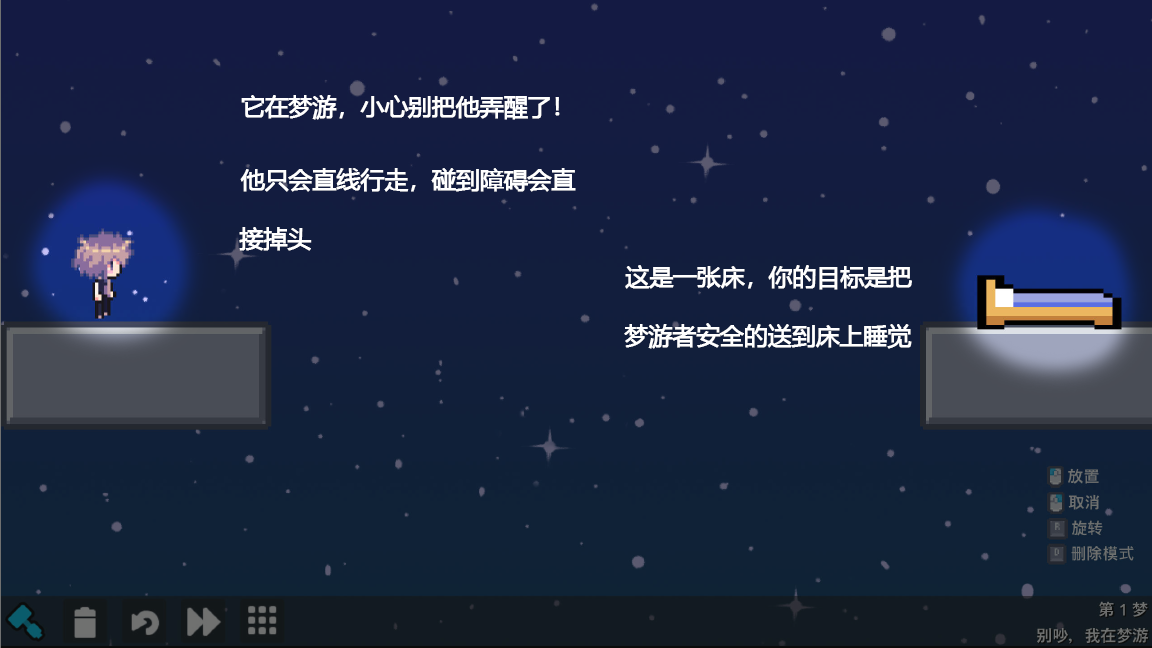 它在梦游，小心别把他弄醒了！
他只会直线行走，碰到障碍会直
接掉头
这是一张床，你的目标是把
梦游者安全的送到床上睡觉
放置
取消
R 旋转
D 删除模式
第 1 梦
别吵，我在梦游